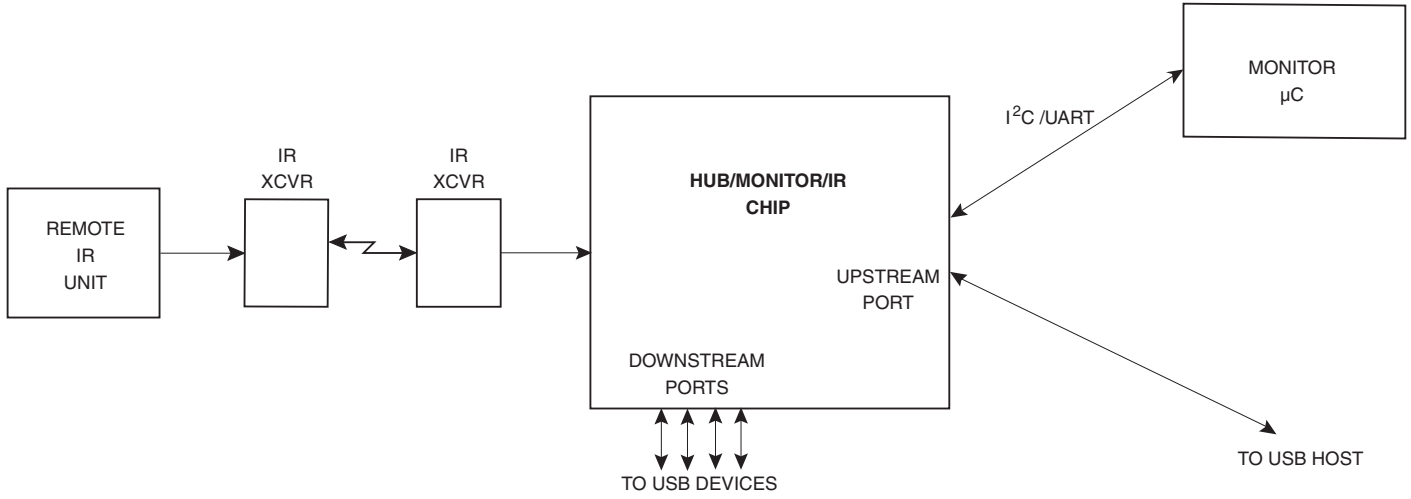 REMOTE
IR
UNIT
IR
XCVR
IR
XCVR
HUB/MONITOR/IR
CHIP
UPSTREAM
PORT
DOWNSTREAM
PORTS
TO USB DEVICES
I²C /UART
MONITOR
µC
TO USB HOST